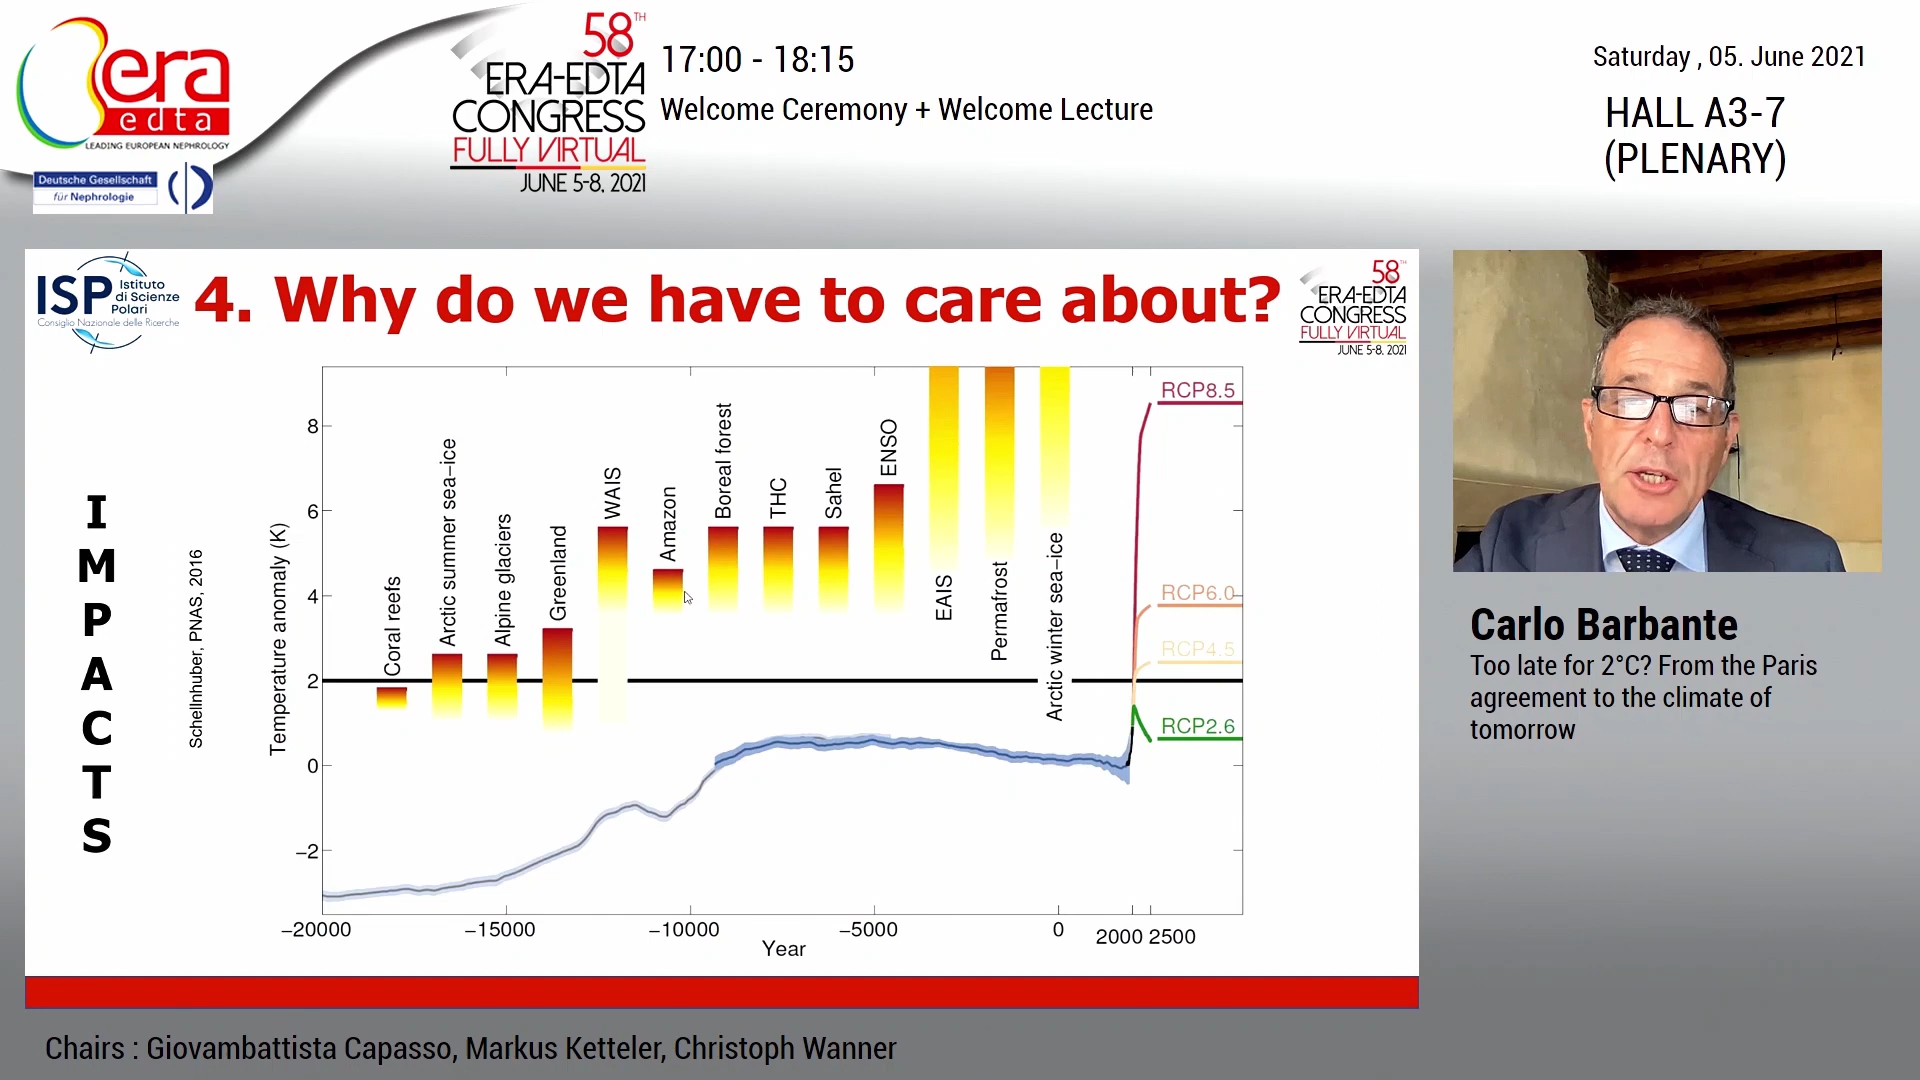 era
edta
LEADING EUROPEAN NEPHROLOGY
Deutsche Gesellschaft
für Nephrologie
58TH
ERA-EDTA
CONGRESS
FULLY VIRTUAL
JUNE 5-8, 2021
17:00 - 18:15
Welcome Ceremony + Welcome Lecture
Saturday , 05. June 2021
HALL A3-7
(PLENARY)
ISP
Istituto
di Scienze
Polari
Consiglio Nazionale delle Ricerche
4. Why do we have to care about?
58TH
ERA-EDTA
CONGRESS
FULLY VIRTUAL
JUNE 5-8, 2021
IMPACTS
Schellnhuber, PNAS, 2016
Temperature anomaly (K)
8
6
4
2
0
−2
Coral reefs
Arctic summer sea−ice
Alpine glaciers
Greenland
WAIS
Amazon
Boreal forest
THC
Sahel
ENSO
EAIS
Permafrost
Arctic winter sea−ice
RCP8.5
RCP6.0
RCP4.5
RCP2.6
−20000
−15000
−10000
−5000
0
2000
2500
Year
Carlo Barbante
Too late for 2°C? From the Paris
agreement to the climate of
tomorrow
Chairs : Giovambattista Capasso, Markus Ketteler, Christoph Wanner